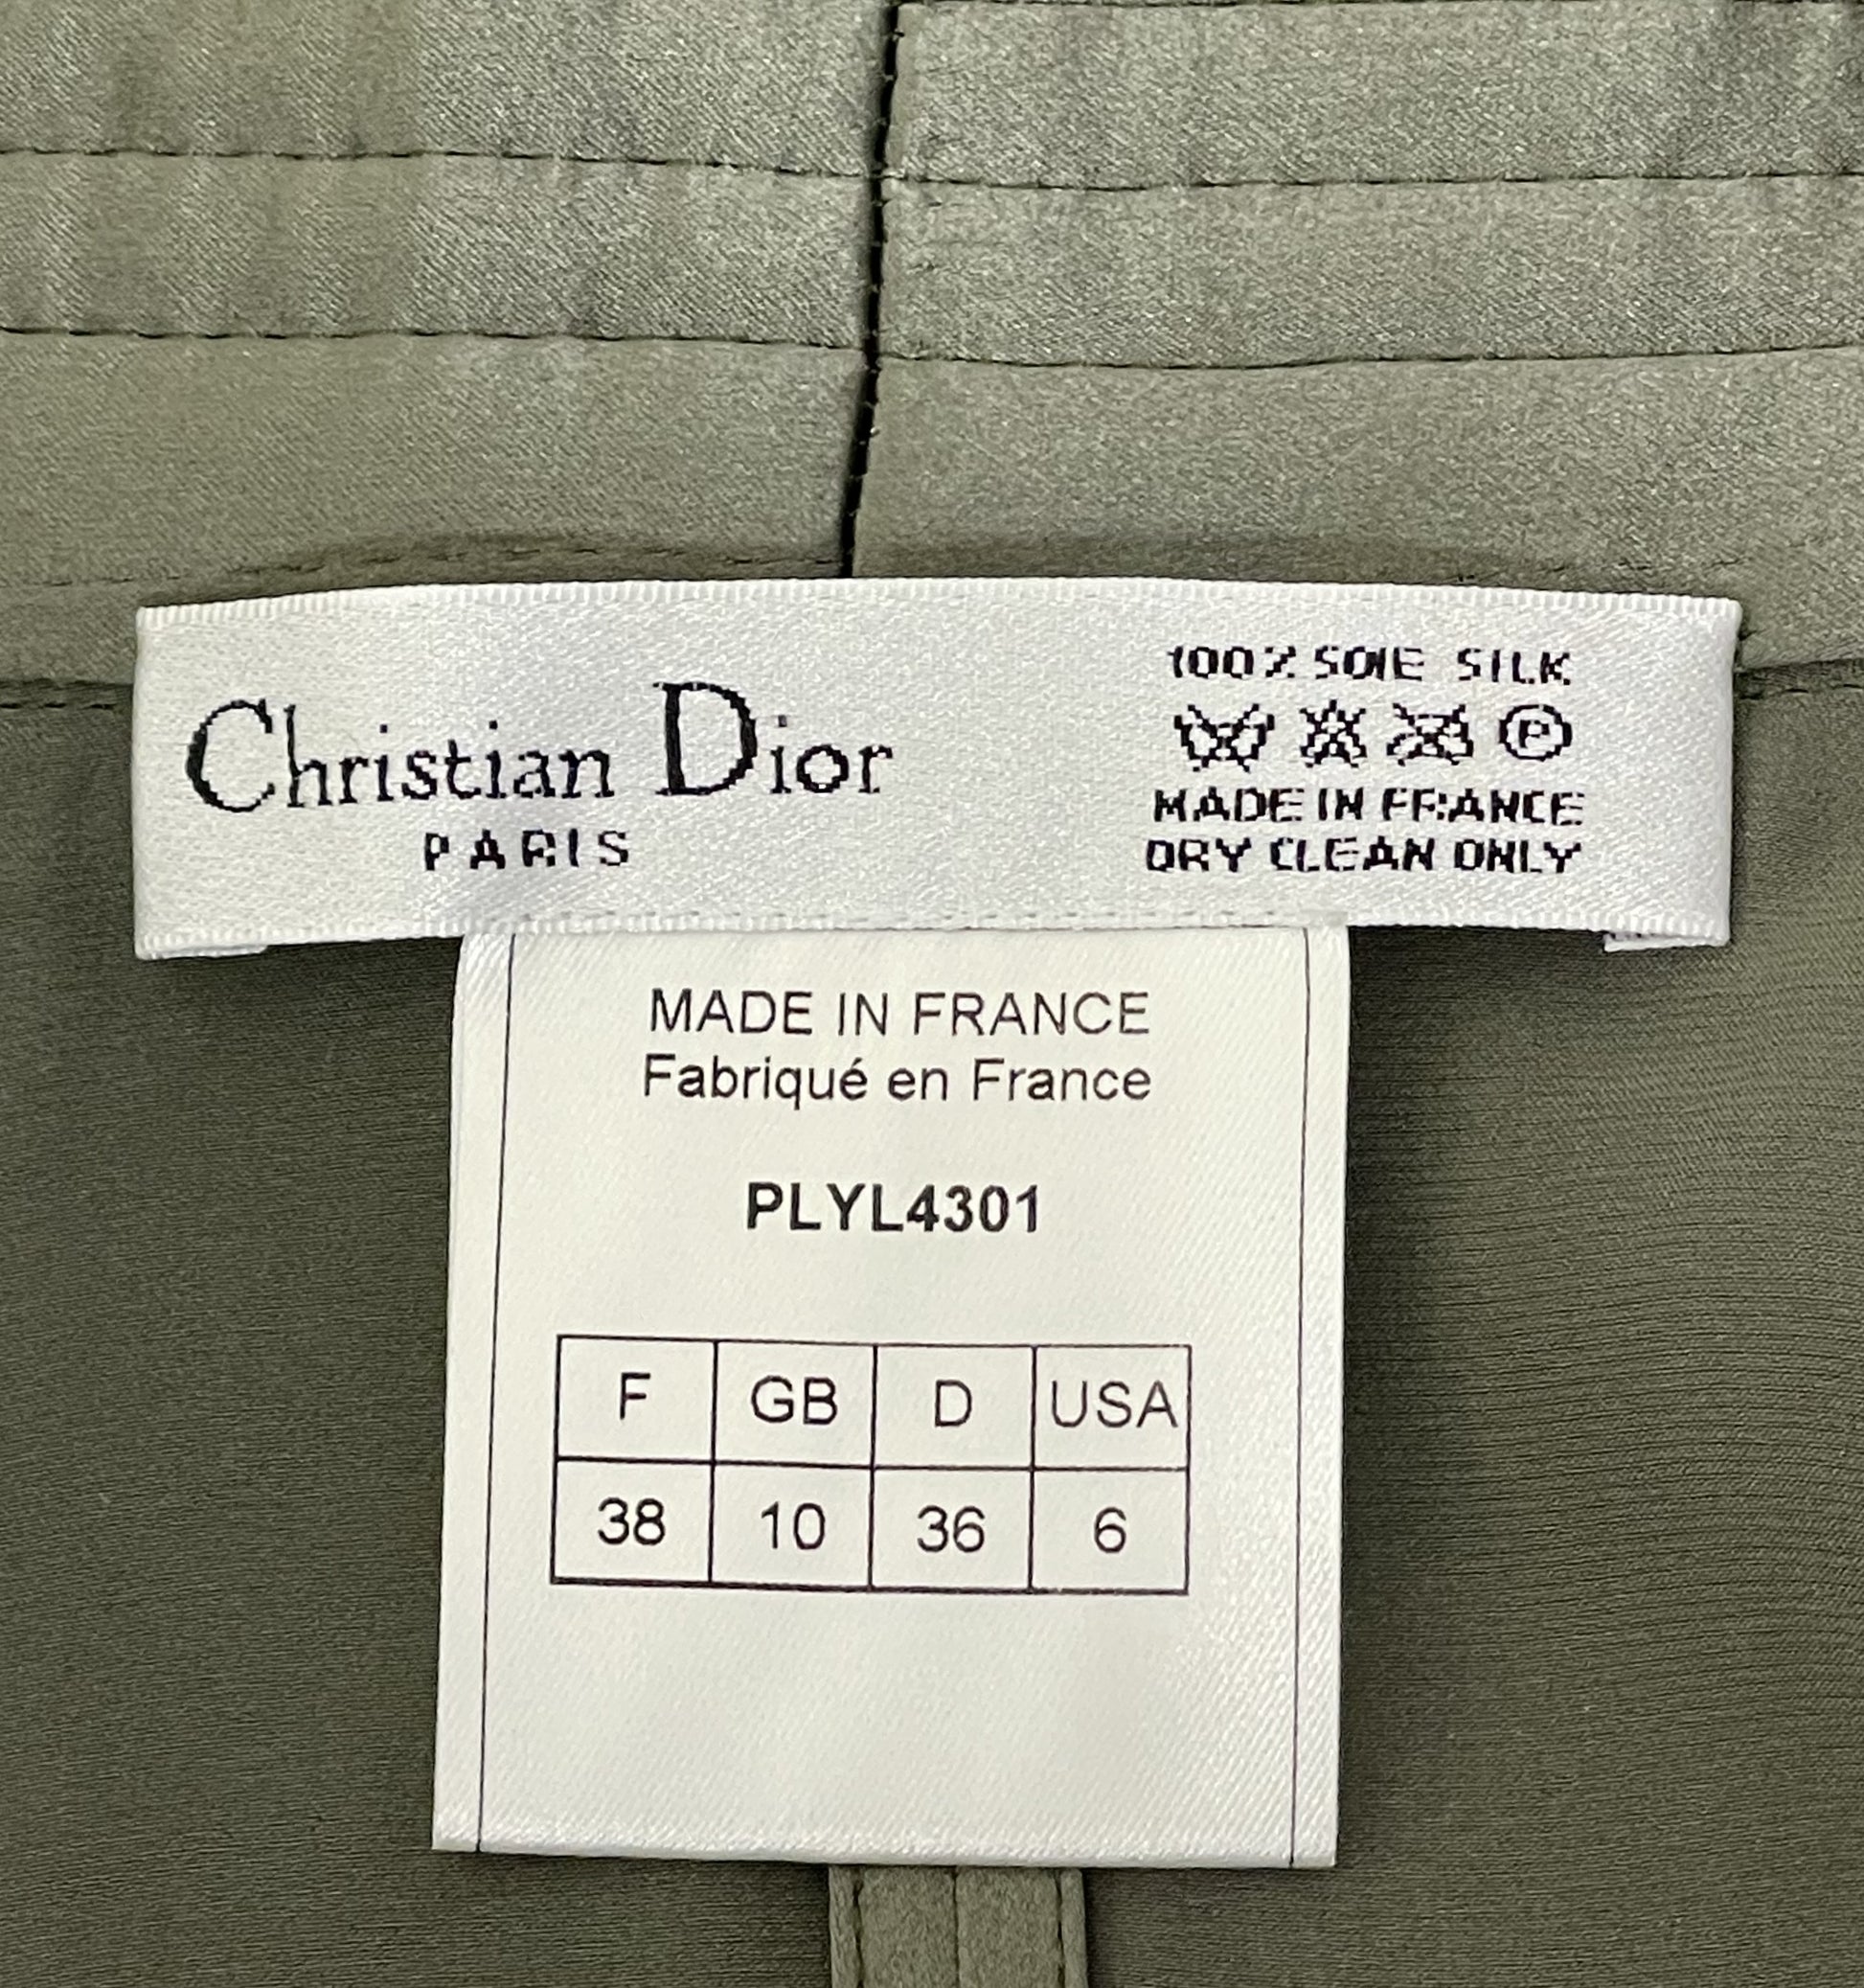 Christian Dior
PARIS
100% SOIE SILK
P
MADE IN FRANCE
DRY CLEAN ONLY
MADE IN FRANCE
Fabriqué en France
PLYL4301
F GB D USA
38 10 36 6